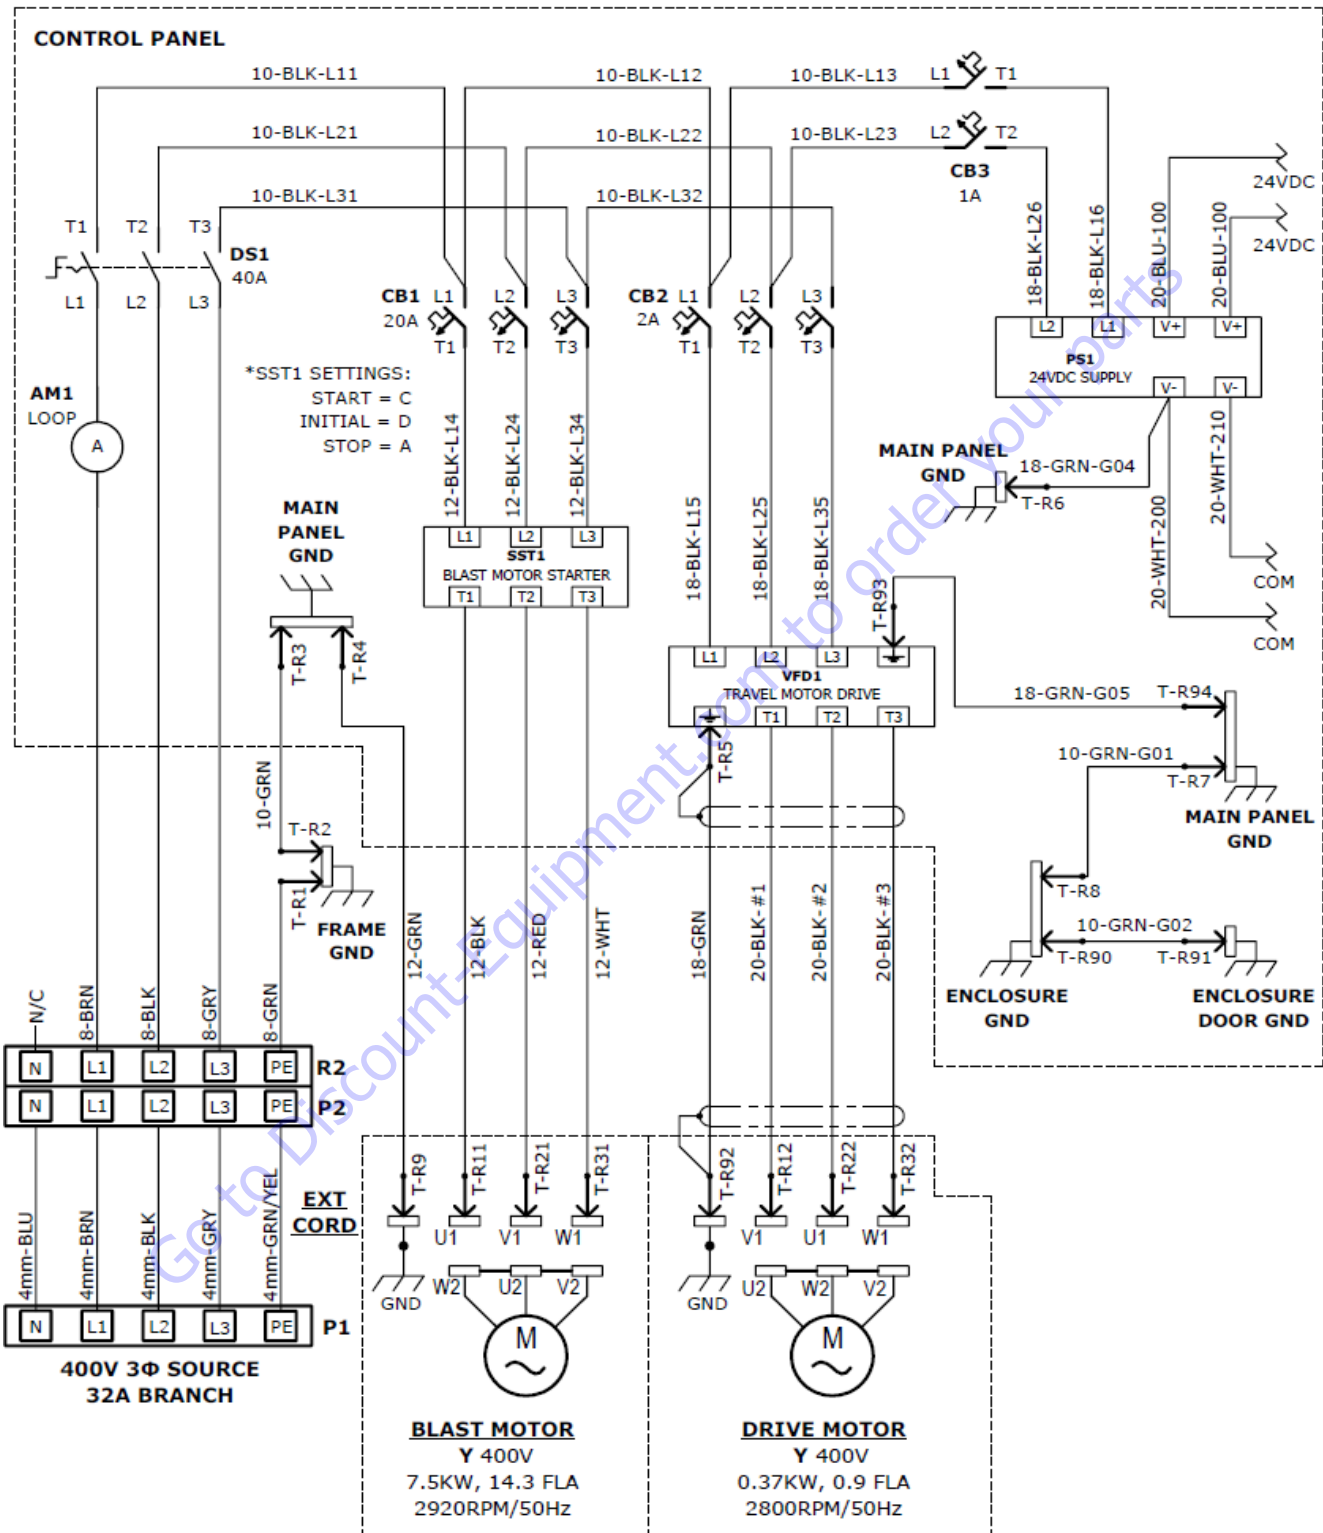 CONTROL PANEL
10-BLK-L11
10-BLK-L12
10-BLK-L13
L1
T1
10-BLK-L21
10-BLK-L22
10-BLK-L23
L2
T2
CB3
1A
10-BLK-L31
10-BLK-L32
24VDC
24VDC
T1
T2
T3
DS1
40A
L1
L2
L3
18-BLK-L26
18-BLK-L16
20-BLU-100
20-BLU-100
CB1
20A
L1
L2
L3
T1
T2
T3
CB2
2A
L1
L2
L3
T1
T2
T3
L2
L1
V+
V+
PS1
24VDC SUPPLY
V-
V-
*SST1 SETTINGS:
START = C
INITIAL = D
STOP = A
AM1
LOOP
A
12-BLK-L14
12-BLK-L24
12-BLK-L34
MAIN PANEL
GND
18-GRN-G04
T-R6
20-WHT-200
20-WHT-210
COM
COM
MAIN
PANEL
GND
T-R3
T-R4
L1
L2
L3
SST1
BLAST MOTOR STARTER
T1
T2
T3
18-BLK-L15
18-BLK-L25
18-BLK-L35
T-R93
L1
L2
L3
VFD1
TRAVEL MOTOR DRIVE
T1
T2
T3
T-R5
18-GRN-G05
T-R94
10-GRN-G01
T-R7
MAIN PANEL
GND
10-GRN
T-R2
T-R1
FRAME
GND
T-R8
10-GRN-G02
T-R90
T-R91
ENCLOSURE
GND
ENCLOSURE
DOOR GND
12-GRN
12-BLK
12-RED
12-WHT
18-GRN
20-BLK-#1
20-BLK-#2
20-BLK-#3
N/C
8-BRN
8-BLK
8-GRY
8-GRN
N
L1
L2
L3
PE
R2
N
L1
L2
L3
PE
P2
4mm-BLU
4mm-BRN
4mm-BLK
4mm-GRY
4mm-GRN/YEL
EXT
CORD
N
L1
L2
L3
PE
P1
400V 3Φ SOURCE
32A BRANCH
T-R9
T-R11
T-R21
T-R31
T-R92
T-R12
T-R22
T-R32
U1
V1
W1
V1
U1
W1
GND
W2
U2
V2
GND
U2
W2
V2
M
M
BLAST MOTOR
Y 400V
7.5KW, 14.3 FLA
2920RPM/50Hz
DRIVE MOTOR
Y 400V
0.37KW, 0.9 FLA
2800RPM/50Hz
Go to Discount-Equipment.com to order your parts